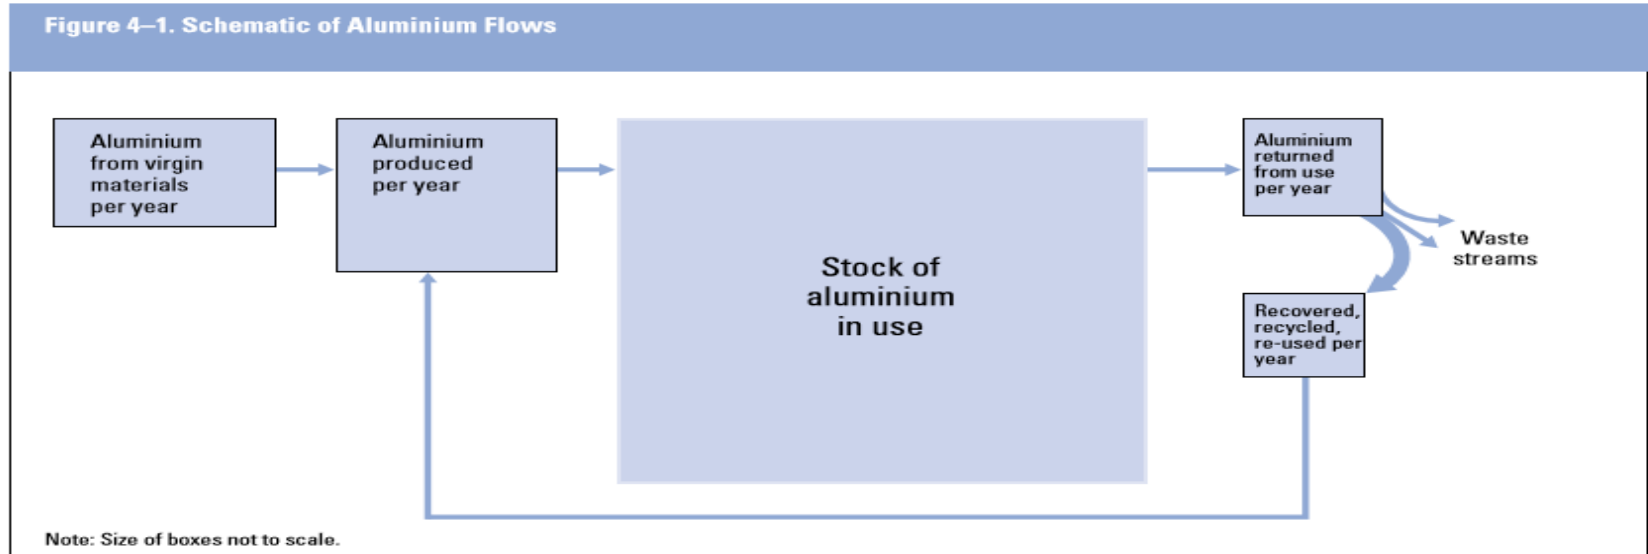 Figure 4–1. Schematic of Aluminium Flows
Aluminium
from virgin
materials
per year
Aluminium
produced
per year
Stock of
aluminium
in use
Aluminium
returned
from use
per year
Waste
streams
Recovered,
recycled,
re-used per
year
Note: Size of boxes not to scale.